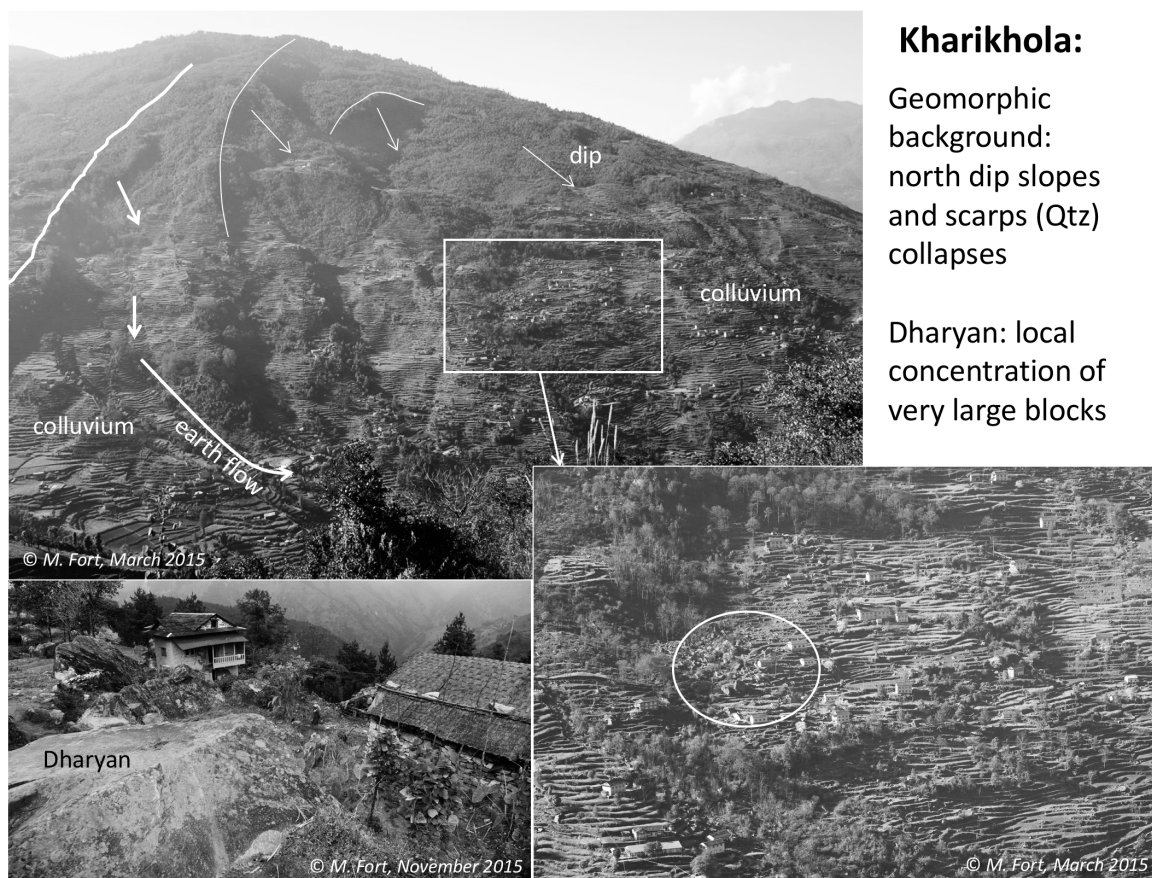 Kharikhola:
Geomorphic
background:
north dip slopes
and scarps (Qtz)
collapses
Dharyan: local
concentration of
very large blocks
dip
colluvium
colluvium
earth flow
© M. Fort, March 2015
Dharyan
© M. Fort, November 2015
© M. Fort, March 2015